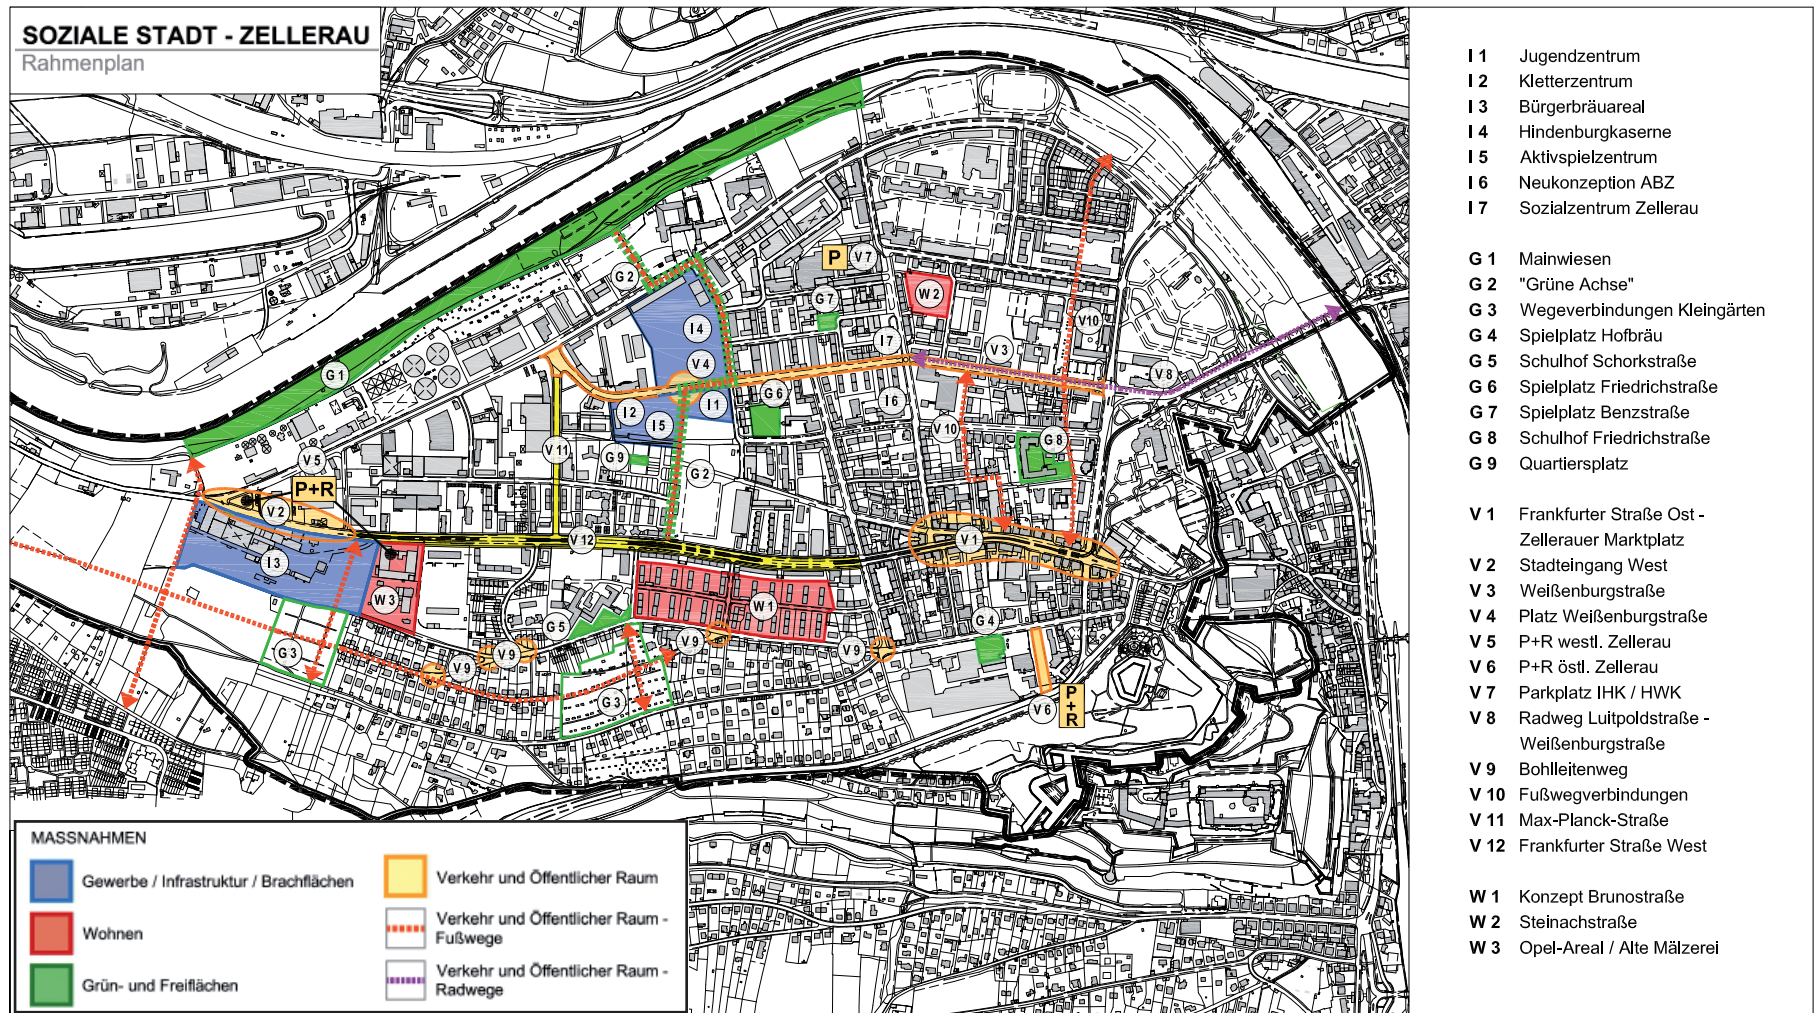 SOZIALE STADT - ZELLERAU
Rahmenplan
P
V 7
G 2
G 7
W 2
I 4
V10
I 7
V 3
G 1
V 4
V 8
I 2
I 1
G 6
I 6
I 5
V 10
G 8
V 11
G 9
V 5
G 2
P+R
V 2
V 12
V 1
I 3
W 3
W 1
G 5
G 4
G 3
V 9
V 9
V 9
V 9
G 3
V 6
P
+
R
MASSNAHMEN
Gewerbe / Infrastruktur / Brachflächen
Wohnen
Grün- und Freiflächen
Verkehr und Öffentlicher Raum
Verkehr und Öffentlicher Raum -
Fußwege
Verkehr und Öffentlicher Raum -
Radwege
I 1 Jugendzentrum
I 2 Kletterzentrum
I 3 Bürgerbräuareal
I 4 Hindenburgkaserne
I 5 Aktivspielzentrum
I 6 Neukonzeption ABZ
I 7 Sozialzentrum Zellerau
G 1 Mainwiesen
G 2 "Grüne Achse"
G 3 Wegeverbindungen Kleingärten
G 4 Spielplatz Hofbräu
G 5 Schulhof Schorkstraße
G 6 Spielplatz Friedrichstraße
G 7 Spielplatz Benzstraße
G 8 Schulhof Friedrichstraße
G 9 Quartiersplatz
V 1 Frankfurter Straße Ost -
Zellerauer Marktplatz
V 2 Stadteingang West
V 3 Weißenburgstraße
V 4 Platz Weißenburgstraße
V 5 P+R westl. Zellerau
V 6 P+R östl. Zellerau
V 7 Parkplatz IHK / HWK
V 8 Radweg Luitpoldstraße -
Weißenburgstraße
V 9 Bohlleitenweg
V 10 Fußwegverbindungen
V 11 Max-Planck-Straße
V 12 Frankfurter Straße West
W 1 Konzept Brunostraße
W 2 Steinachstraße
W 3 Opel-Areal / Alte Mälzerei